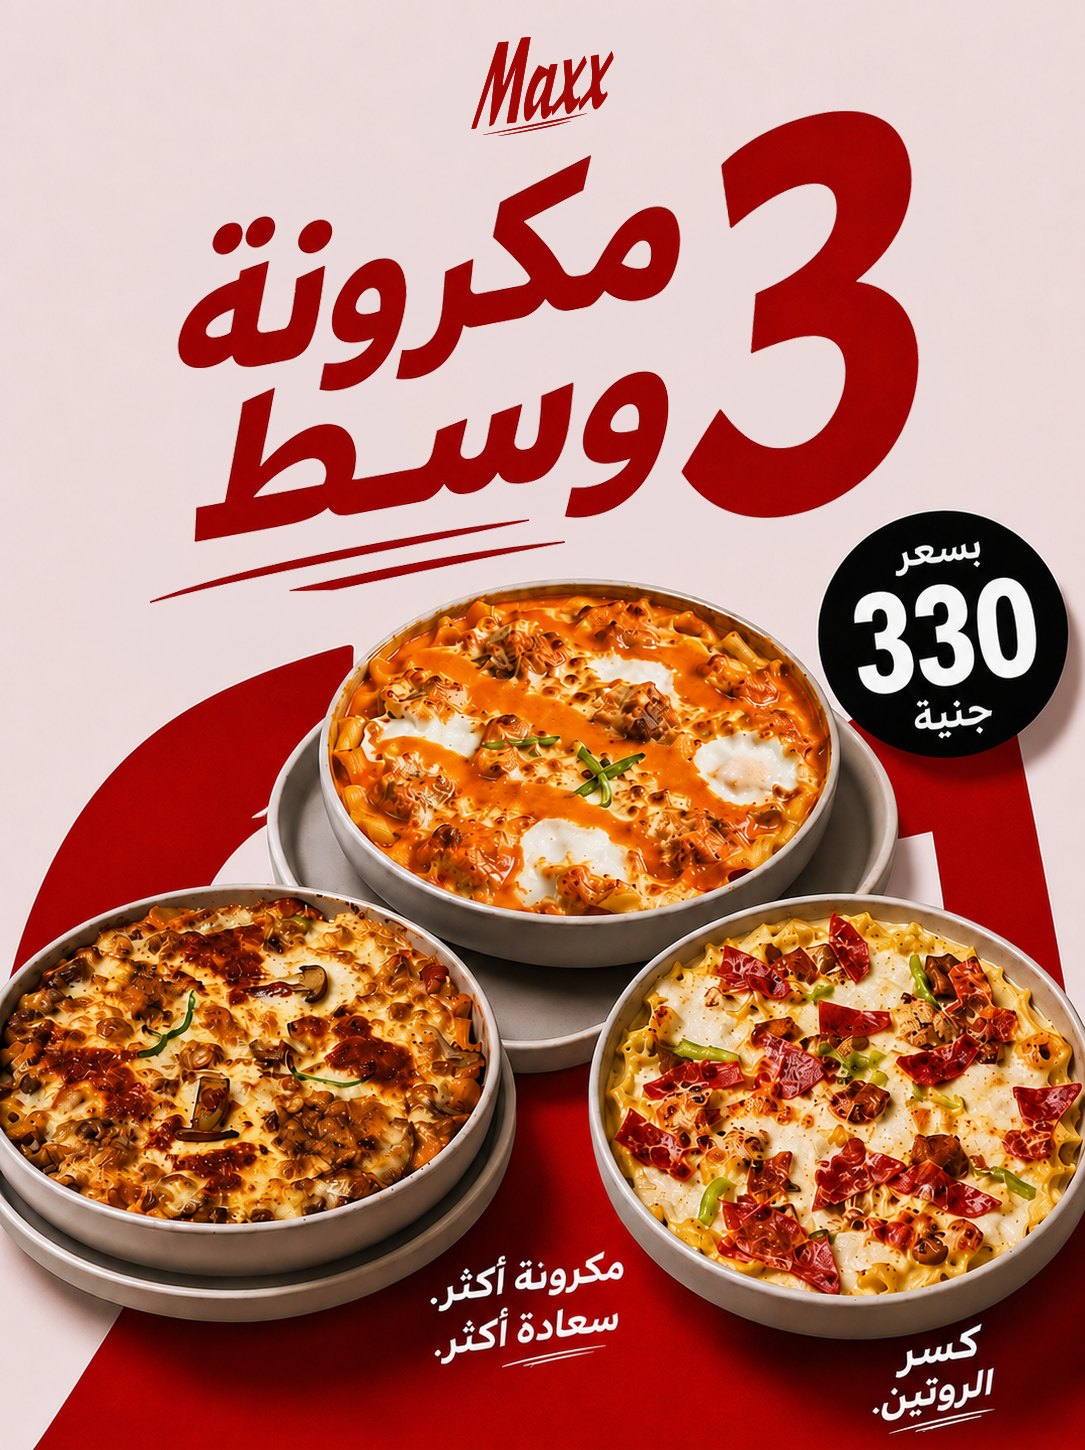 Maxx
3 مكرونة
وسط
بسعر
330
جنية
مكرونة أكثر.
سعادة أكثر.
كسر
الروتين.